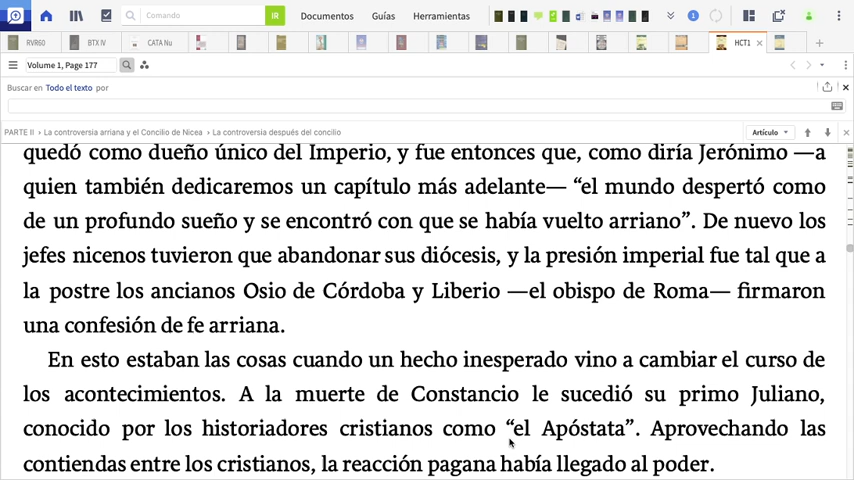 Comando
IR
Documentos
Guías
Herramientas
1
RVR60
BTX IV
CATA Nu
HCT1
Volume 1, Page 177
Buscar en Todo el texto por
PARTE II › La controversia arriana y el Concilio de Nicea › La controversia después del concilio
Artículo
quedó como dueño único del Imperio, y fue entonces que, como diría Jerónimo —a
quien también dedicaremos un capítulo más adelante— “el mundo despertó como
de un profundo sueño y se encontró con que se había vuelto arriano”. De nuevo los
jefes nicenos tuvieron que abandonar sus diócesis, y la presión imperial fue tal que a
la postre los ancianos Osio de Córdoba y Liberio —el obispo de Roma— firmaron
una confesión de fe arriana.
En esto estaban las cosas cuando un hecho inesperado vino a cambiar el curso de
los acontecimientos. A la muerte de Constancio le sucedió su primo Juliano,
conocido por los historiadores cristianos como “el Apóstata”. Aprovechando las
contiendas entre los cristianos, la reacción pagana había llegado al poder.